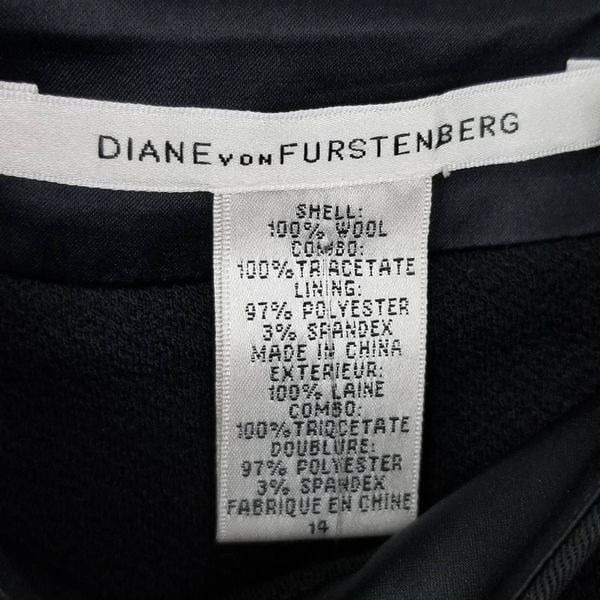 DIANE VON FURSTENBERG
SHELL:
100% WOOL
COMBO:
100% TRIACETATE
LINING:
97% POLYESTER
3% SPANDEX
MADE IN CHINA
EXTERIEUR:
100% LAINE
COMBO:
100% TRIQCETATE
DOUBLURE:
97% POLYESTER
3% SPANDEX
FABRIQUE EN CHINE
14